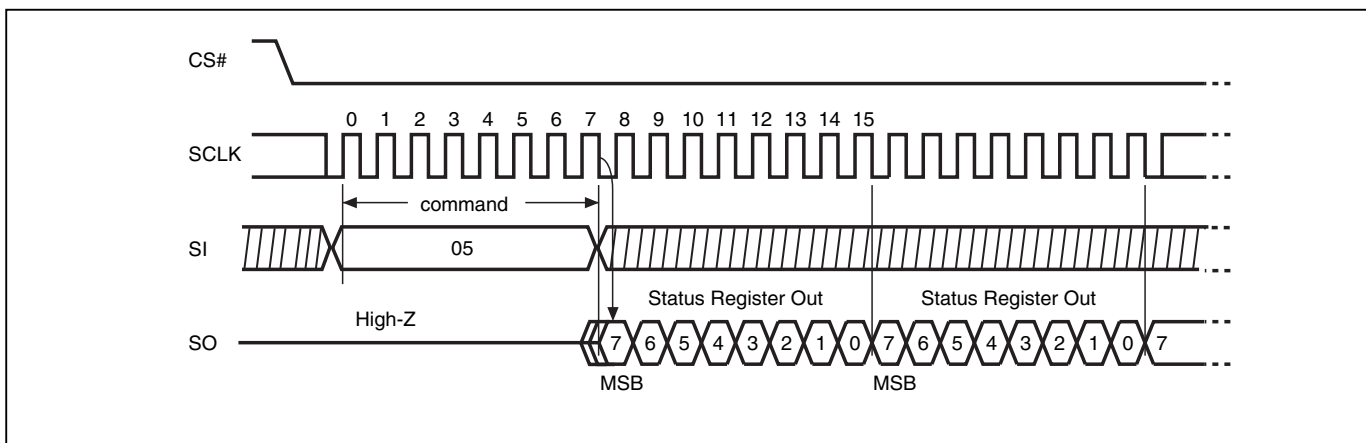 CS#
0 1 2 3 4 5 6 7 8 9 10 11 12 13 14 15
SCLK
command
SI
05
Status Register Out Status Register Out
High-Z
SO
7 6 5 4 3 2 1 0 7 6 5 4 3 2 1 0 7
MSB MSB